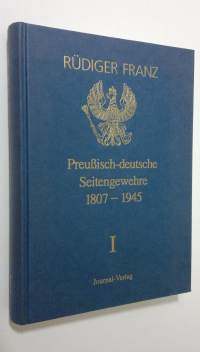 RÜDIGER FRANZ
Preußisch-deutsche
Seitengewehre
1807 – 1945
I
Journal-Verlag